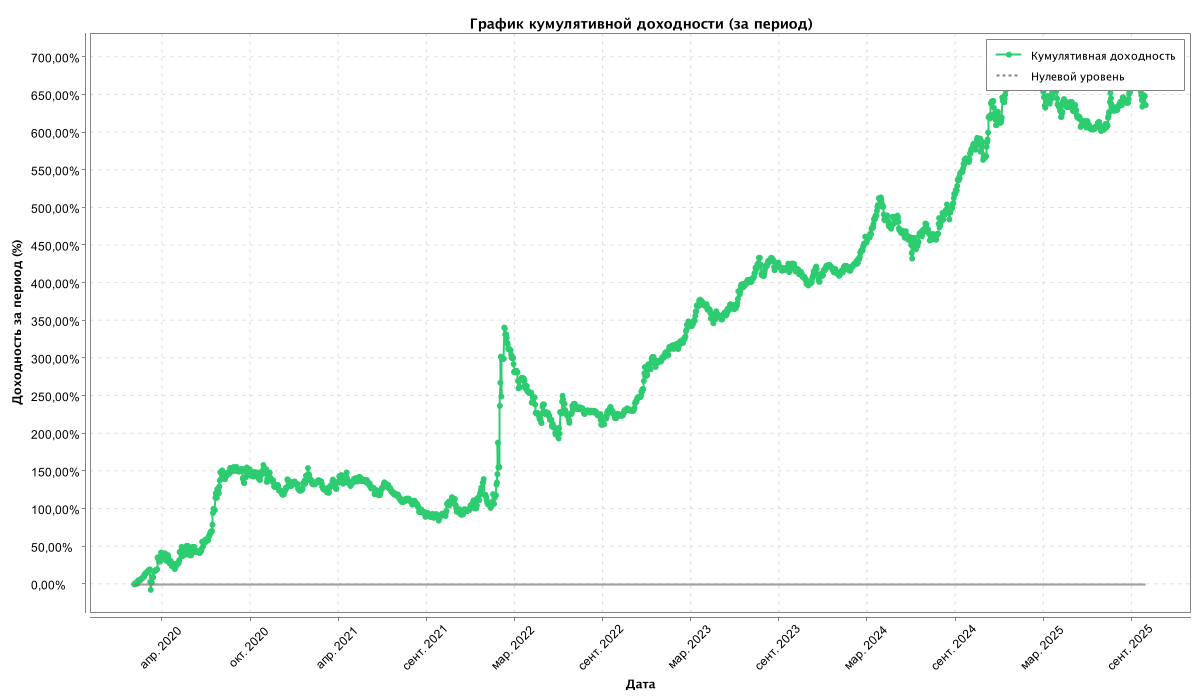 График кумулятивной доходности (за период)
Кумулятивная доходность
Нулевой уровень
Доходность за период (%)
700,00%
650,00%
600,00%
550,00%
500,00%
450,00%
400,00%
350,00%
300,00%
250,00%
200,00%
150,00%
100,00%
50,00%
0,00%
апр. 2020
окт. 2020
апр. 2021
сент. 2021
мар. 2022
сент. 2022
мар. 2023
сент. 2023
мар. 2024
сент. 2024
мар. 2025
сент. 2025
Дата